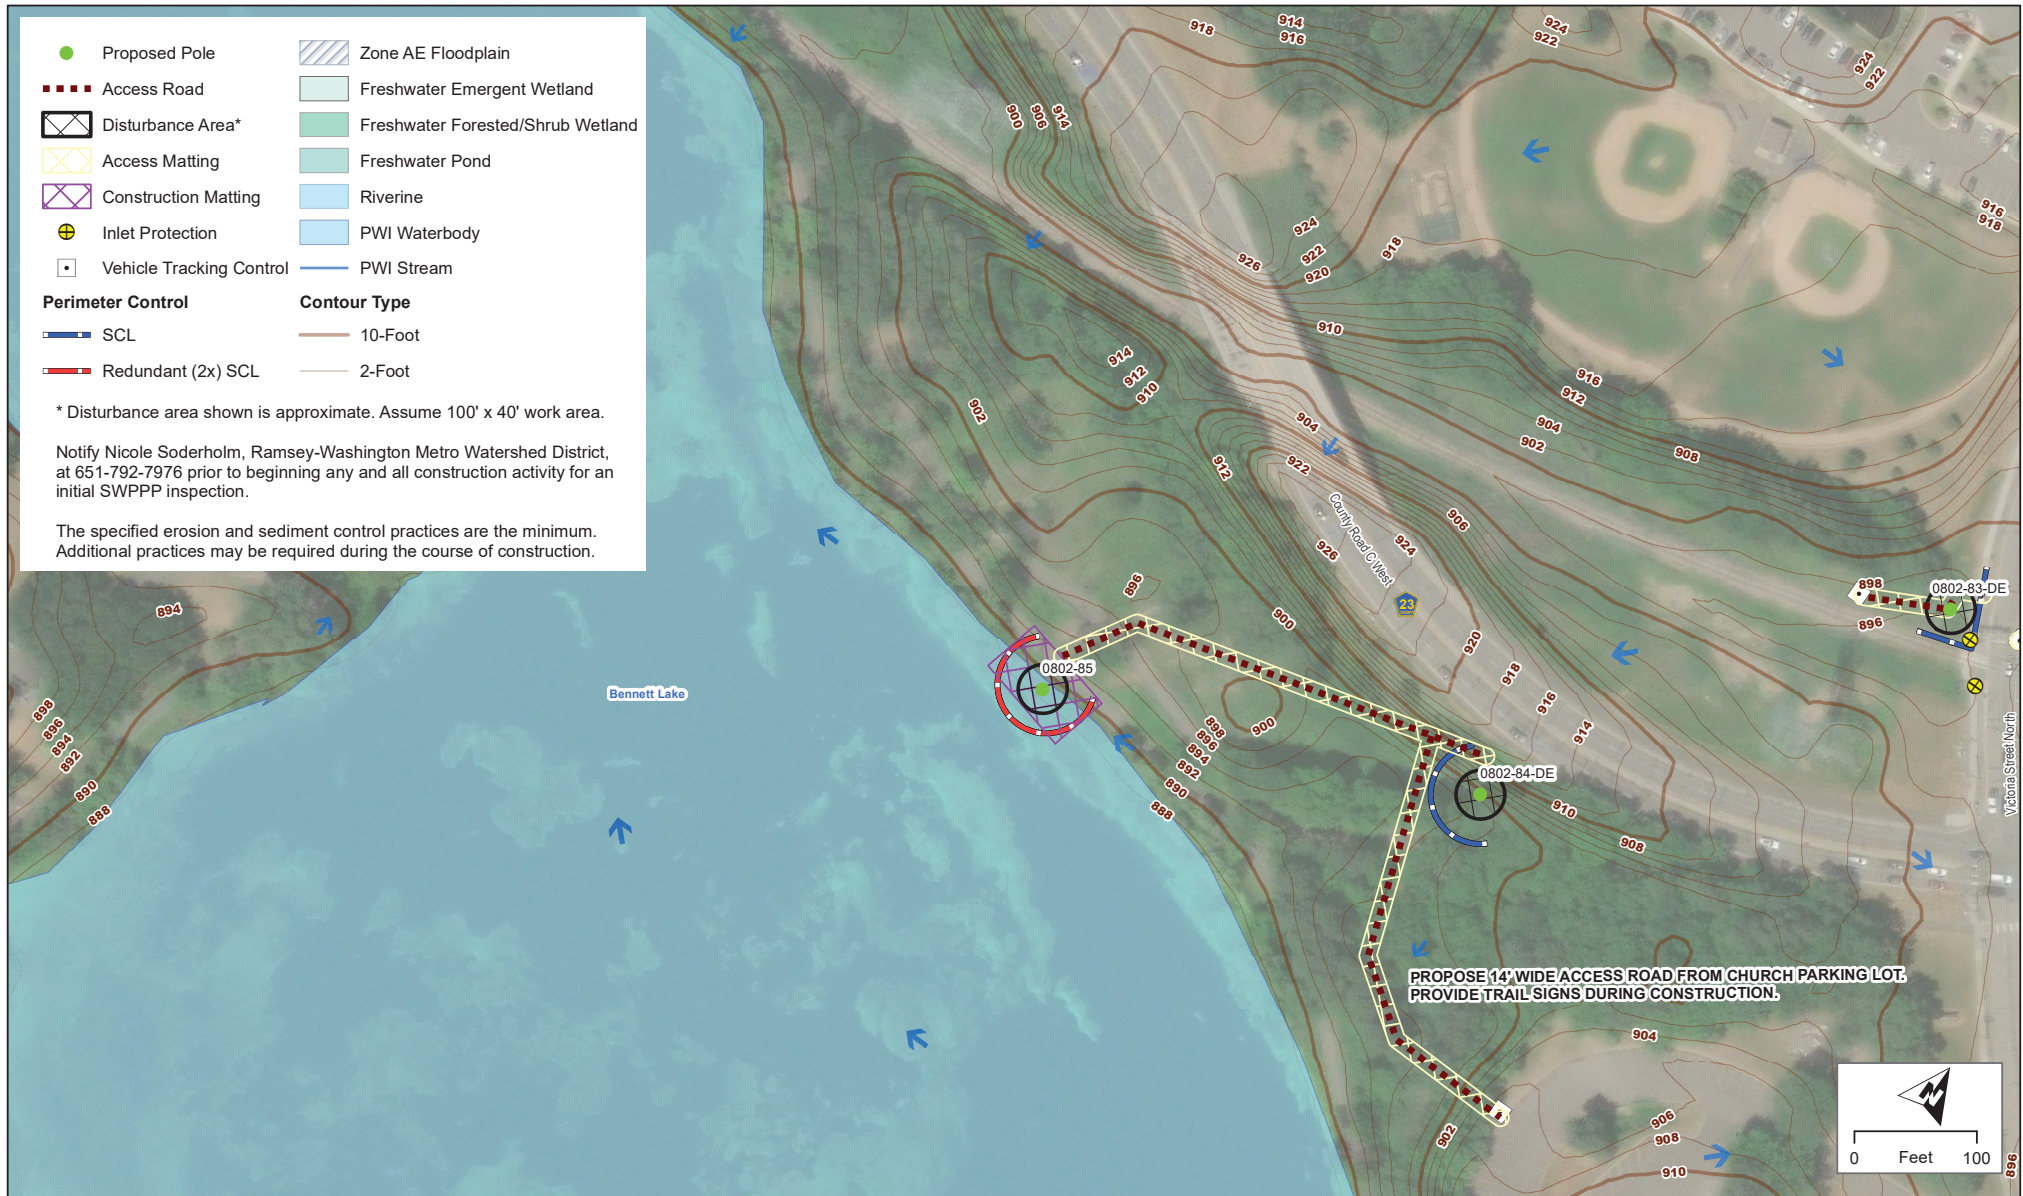 Proposed Pole
Access Road
Disturbance Area*
Access Matting
Construction Matting
Inlet Protection
Vehicle Tracking Control
Perimeter Control
SCL
Redundant (2x) SCL
Zone AE Floodplain
Freshwater Emergent Wetland
Freshwater Forested/Shrub Wetland
Freshwater Pond
Riverine
PWI Waterbody
PWI Stream
Contour Type
10-Foot
2-Foot
* Disturbance area shown is approximate. Assume 100' x 40' work area.
Notify Nicole Soderholm, Ramsey-Washington Metro Watershed District,
at 651-792-7976 prior to beginning any and all construction activity for an
initial SWPPP inspection.
The specified erosion and sediment control practices are the minimum.
Additional practices may be required during the course of construction.
918
914
916
924
922
924
922
900
906
914
916
918
924
922
920
926
918
910
914
912
910
902
916
912
904
902
908
904
922
912
906
924
926
County Road C West
23
896
900
920
918
916
914
898
896
0802-83-DE
0802-85
0802-84-DE
Bennett Lake
894
898
896
894
892
890
888
898
896
894
892
890
888
900
910
908
Victoria Street North
PROPOSE 14' WIDE ACCESS ROAD FROM CHURCH PARKING LOT.
PROVIDE TRAIL SIGNS DURING CONSTRUCTION.
904
902
906
908
910
896
N
0 Feet 100